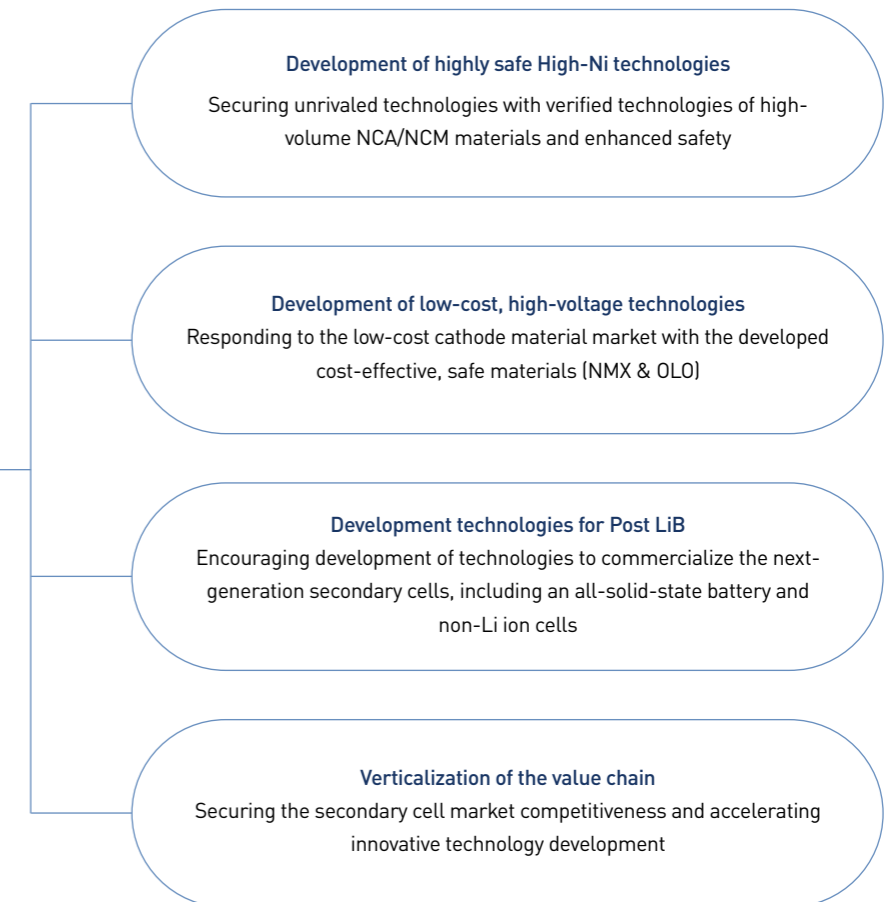 Development of highly safe High-Ni technologies
Securing unrivaled technologies with verified technologies of high-
volume NCA/NCM materials and enhanced safety
Development of low-cost, high-voltage technologies
Responding to the low-cost cathode material market with the developed
cost-effective, safe materials (NMX & OLO)
Development technologies for Post LiB
Encouraging development of technologies to commercialize the next-
generation secondary cells, including an all-solid-state battery and
non-Li ion cells
Verticalization of the value chain
Securing the secondary cell market competitiveness and accelerating
innovative technology development